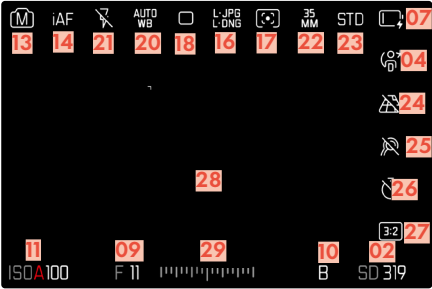 M iAF AUTO WB L-JPG L-DNG 35 MM STD 07
13 14 21 20 18 16 17 22 23
04
24
25
28
26
3:2 27
11 09 29 10 02
ISO A100 F 11 B SD 319